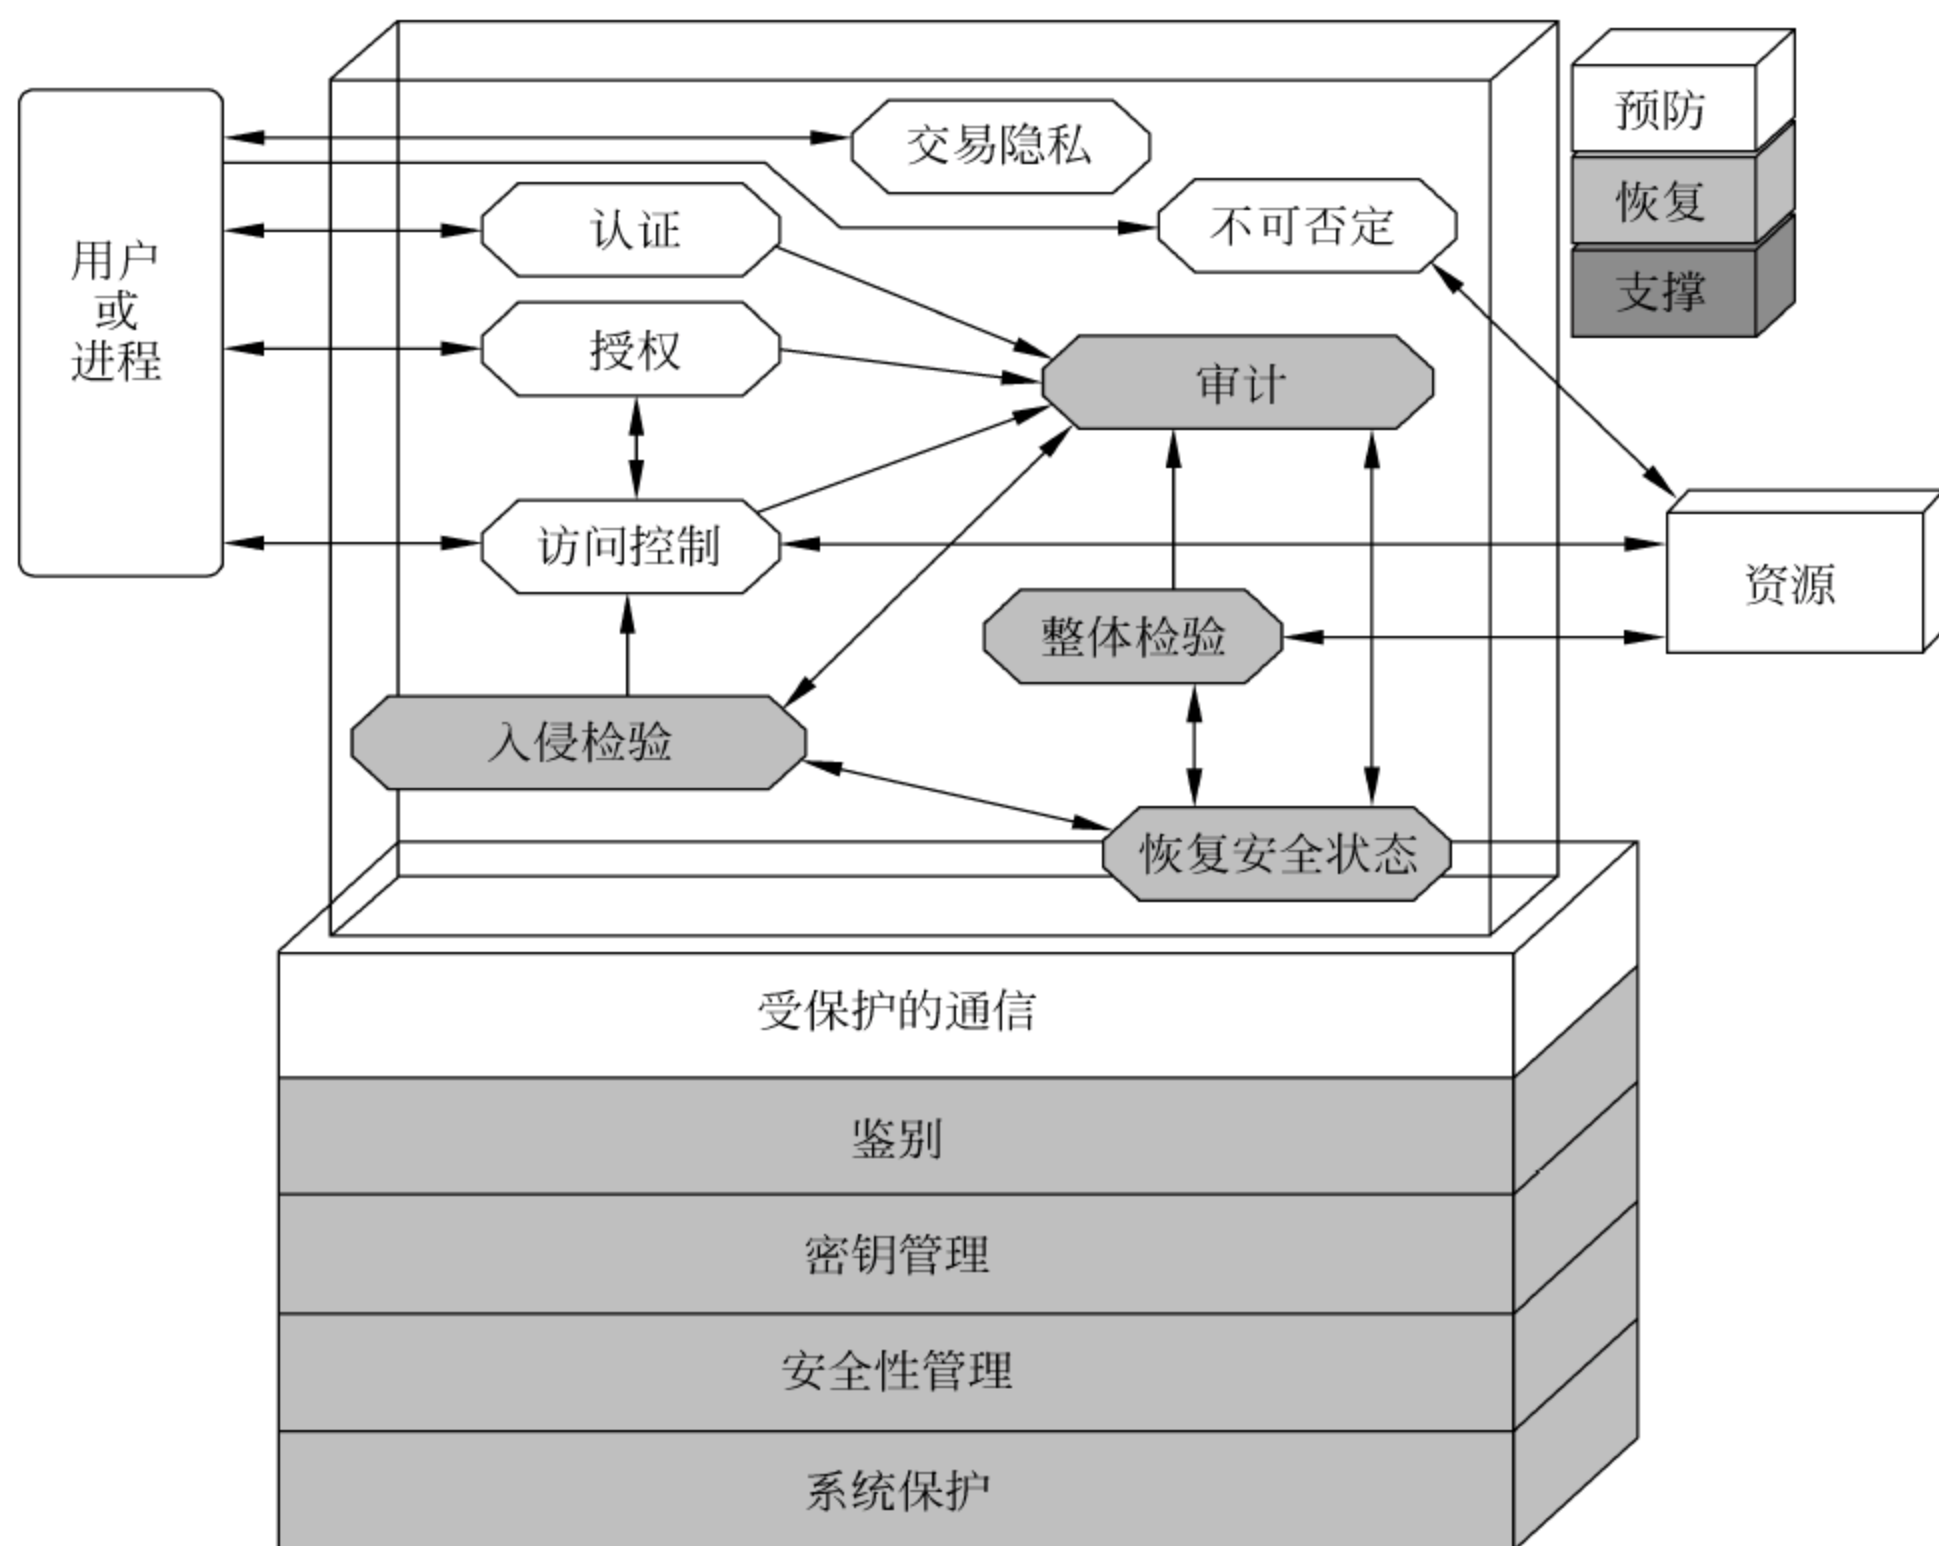 预防
交易隐私
恢复
不可否定
认证
用户
或
进程
支撑
授权
审计
访问控制
资源
整体检验
入侵检验
恢复安全状态
受保护的通信
鉴别
密钥管理
安全性管理
系统保护